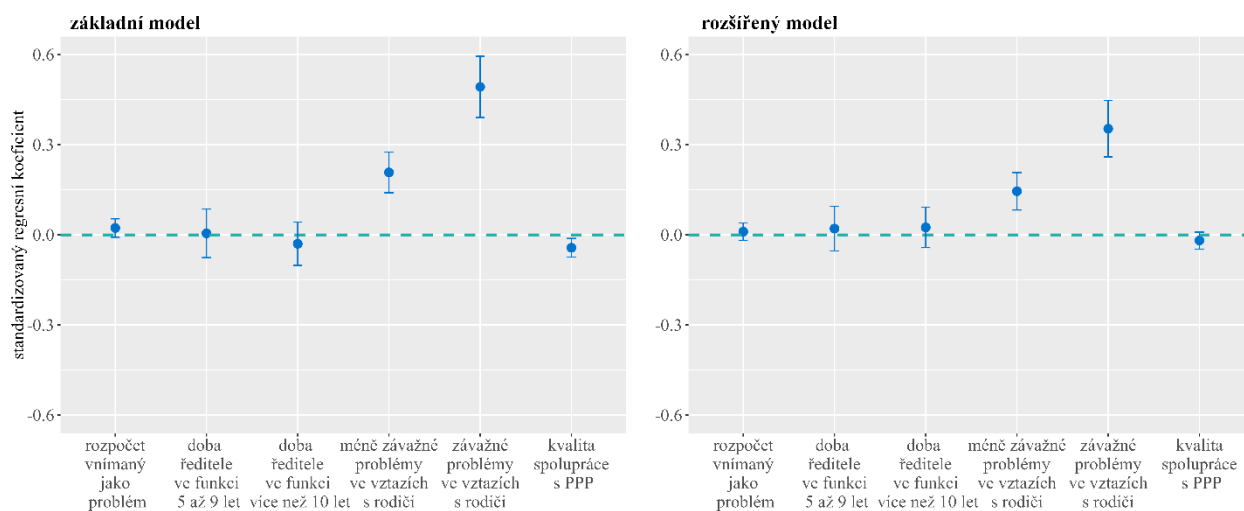 základní model
standardizovaný regresní koeficient
0.6
0.3
0.0
-0.3
-0.6
rozpočet
vnímaný
jako
problém
doba
ředitele
ve funkci
5 až 9 let
doba
ředitele
ve funkci
více než 10 let
méně závažné
problémy
ve vztazích
s rodiči
závažné
problémy
ve vztazích
s rodiči
kvalita
spolupráce
s PPP
rozšířený model
0.6
0.3
0.0
-0.3
-0.6
rozpočet
vnímaný
jako
problém
doba
ředitele
ve funkci
5 až 9 let
doba
ředitele
ve funkci
více než 10 let
méně závažné
problémy
ve vztazích
s rodiči
závažné
problémy
ve vztazích
s rodiči
kvalita
spolupráce
s PPP